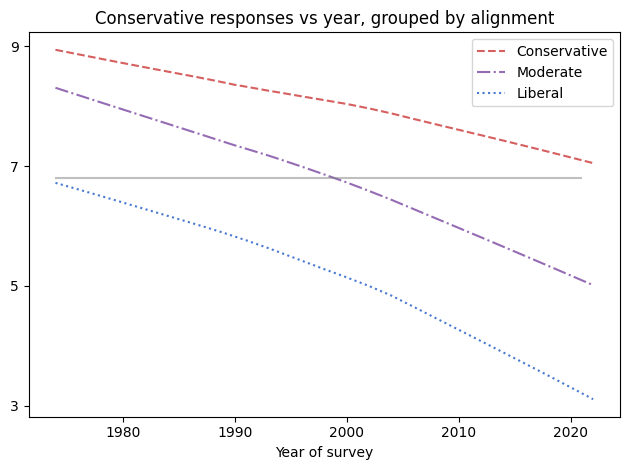 Conservative responses vs year, grouped by alignment
Conservative
Moderate
Liberal
9
7
5
3
1980
1990
2000
2010
2020
Year of survey